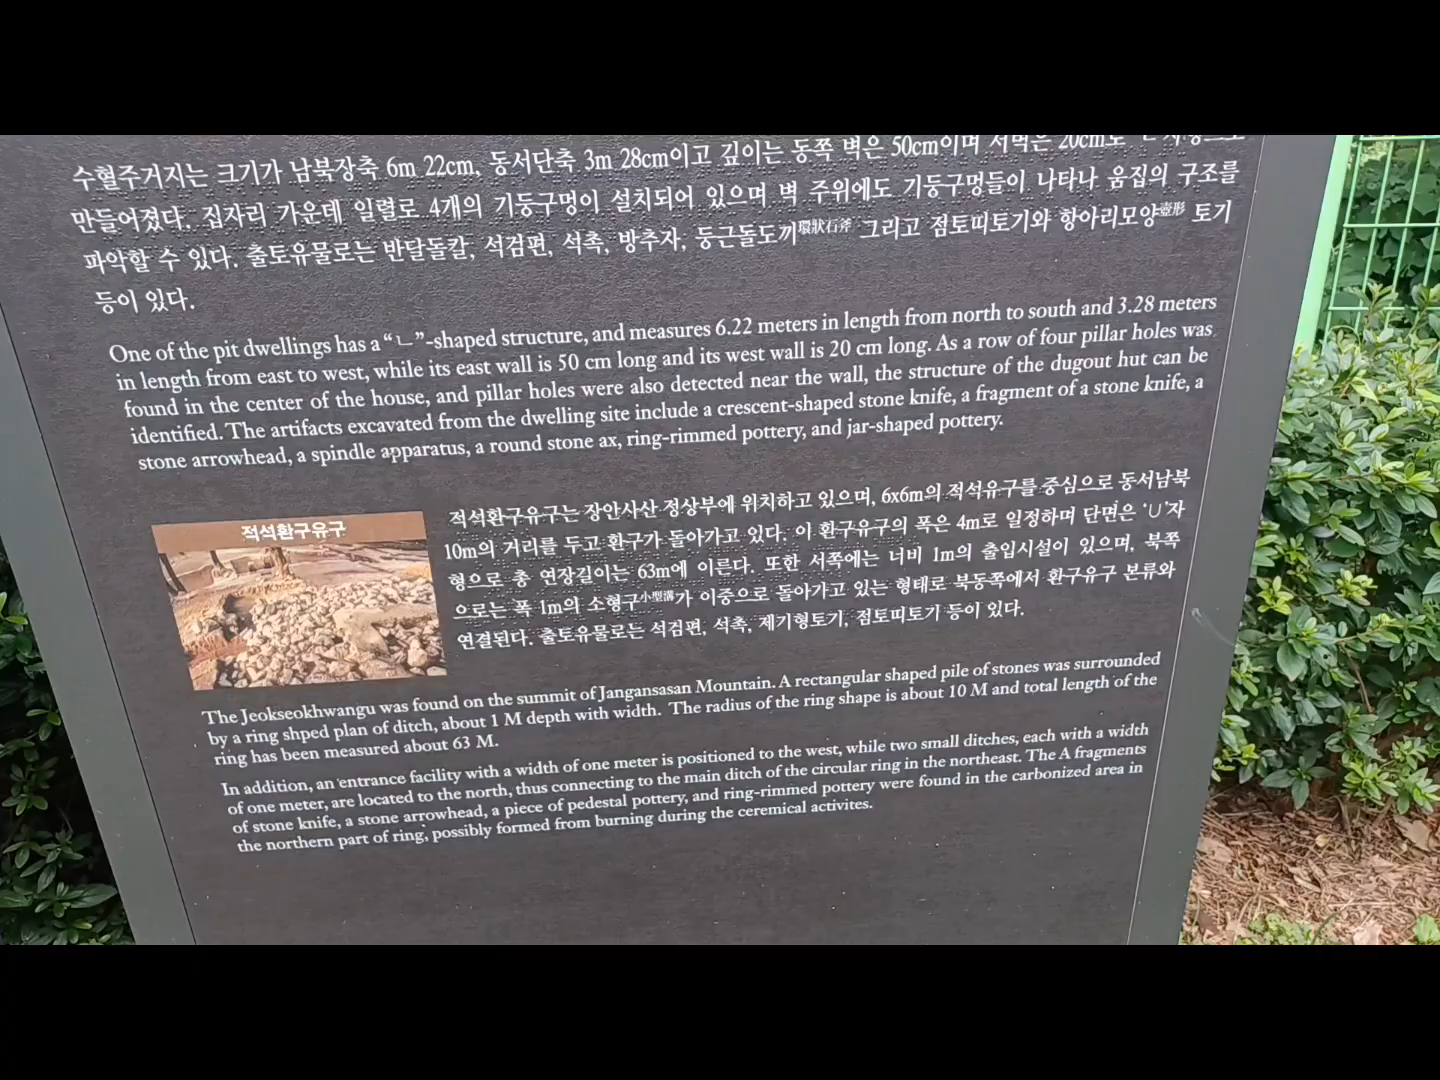 수혈주거지는 크기가 남북장축 6m 22cm, 동서단축 3m 28cm이고 깊이는 동쪽 벽은 50cm이며 서벽은 20cm로
만들어졌다. 집자리 가운데 일렬로 4개의 기둥구멍이 설치되어 있으며 벽 주위에도 기둥구멍들이 나타나 움집의 구조를
파악할 수 있다. 출토유물로는 반달돌칼, 석검편, 석촉, 방추자, 둥근돌도끼環狀石斧 그리고 점토띠토기와 항아리모양壺形 토기
등이 있다.
One of the pit dwellings has a “ㄴ”-shaped structure, and measures 6.22 meters in length from north to south and 3.28 meters
in length from east to west, while its east wall is 50 cm long and its west wall is 20 cm long. As a row of four pillar holes was
found in the center of the house, and pillar holes were also detected near the wall, the structure of the dugout hut can be
identified. The artifacts excavated from the dwelling site include a crescent-shaped stone knife, a fragment of a stone knife, a
stone arrowhead, a spindle apparatus, a round stone ax, ring-rimmed pottery, and jar-shaped pottery.
적석환구유구
적석환구유구는 장안사산 정상부에 위치하고 있으며, 6x6m의 적석유구를 중심으로 동서남북
10m의 거리를 두고 환구가 돌아가고 있다. 이 환구유구의 폭은 4m로 일정하며 단면은 ‘U’자
형으로 총 연장길이는 63m에 이른다. 또한 서쪽에는 너비 1m의 출입시설이 있으며, 북쪽
으로는 폭 1m의 소형구小型溝가 이중으로 돌아가고 있는 형태로 북동쪽에서 환구유구 본류와
연결된다. 출토유물로는 석검편, 석촉, 제기형토기, 점토띠토기 등이 있다.
The Jeokseokhwangu was found on the summit of Jangansasan Mountain. A rectangular shaped pile of stones was surrounded
by a ring shped plan of ditch, about 1 M depth with width. The radius of the ring shape is about 10 M and total length of the
ring has been measured about 63 M.
In addition, an entrance facility with a width of one meter is positioned to the west, while two small ditches, each with a width
of one meter, are located to the north, thus connecting to the main ditch of the circular ring in the northeast. The A fragments
of stone knife, a stone arrowhead, a piece of pedestal pottery, and ring-rimmed pottery were found in the carbonized area in
the northern part of ring, possibly formed from burning during the ceremical activites.